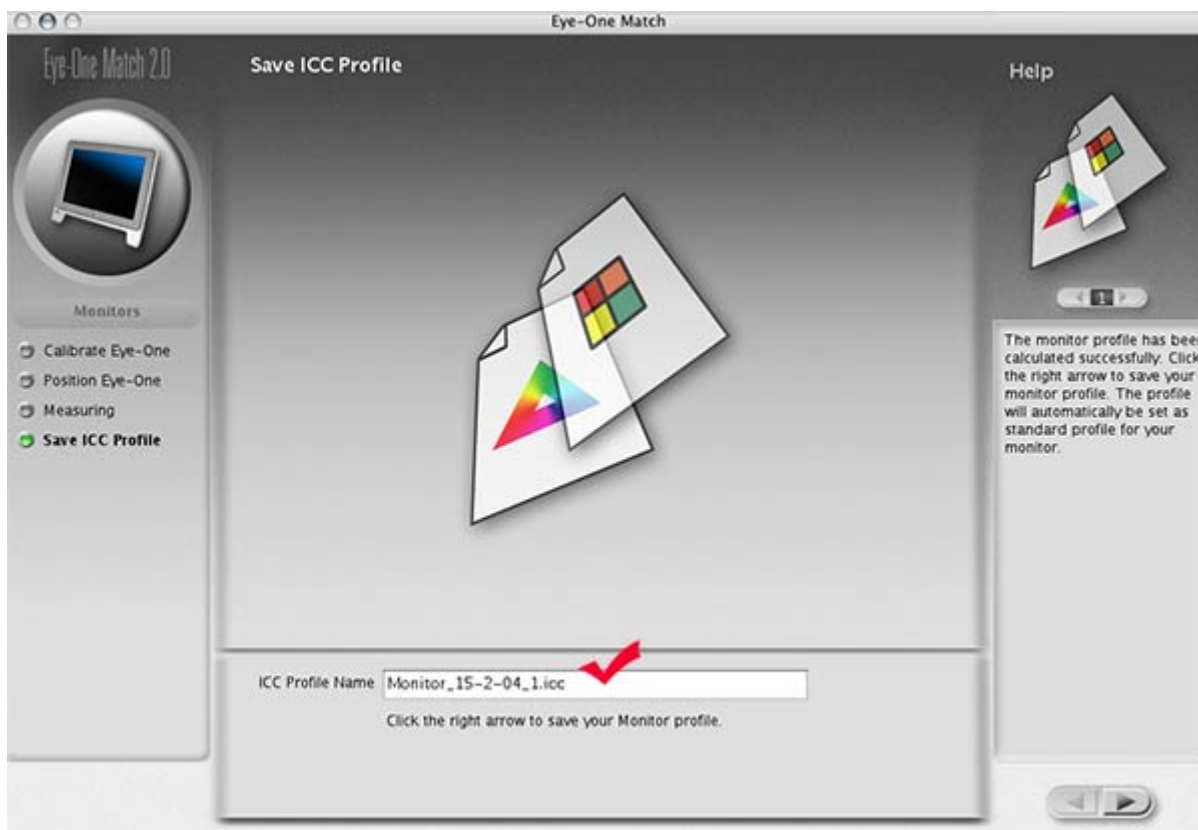 Eye-One Match
Eye-One Match 2.0
Save ICC Profile
Help
Monitors
Calibrate Eye-One
Position Eye-One
Measuring
Save ICC Profile
1
The monitor profile has been
calculated successfully. Click
the right arrow to save your
monitor profile. The profile
will automatically be set as
standard profile for your
monitor.
ICC Profile Name Monitor_15-2-04_1.icc
Click the right arrow to save your Monitor profile.